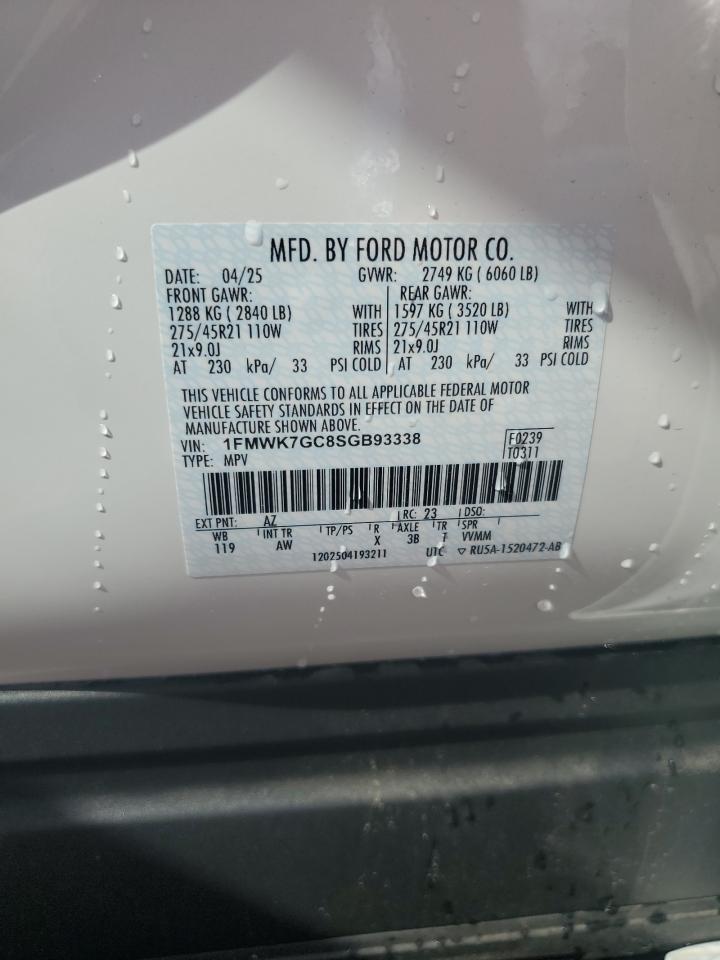 MFD. BY FORD MOTOR CO.
DATE: 04/25 GVWR: 2749 KG ( 6060 LB)
FRONT GAWR: REAR GAWR:
1288 KG ( 2840 LB) WITH 1597 KG ( 3520 LB) WITH
275/45R21 110W TIRES 275/45R21 110W TIRES
21x9.0J RIMS 21x9.0J RIMS
AT 230 kPa/ 33 PSI COLD AT 230 kPa/ 33 PSI COLD
THIS VEHICLE CONFORMS TO ALL APPLICABLE FEDERAL MOTOR
VEHICLE SAFETY STANDARDS IN EFFECT ON THE DATE OF
MANUFACTURE SHOWN ABOVE.
VIN: 1FMWK7GC8SGB93338 F0239
TYPE: MPV T0311
EXT PNT: AZ RC: 23 DSO:
WB INT TR TP/PS R AXLE TR SPR
119 AW X 3B T VVMM
1202504193211 UTC ▽ RU5A-1520472-AB